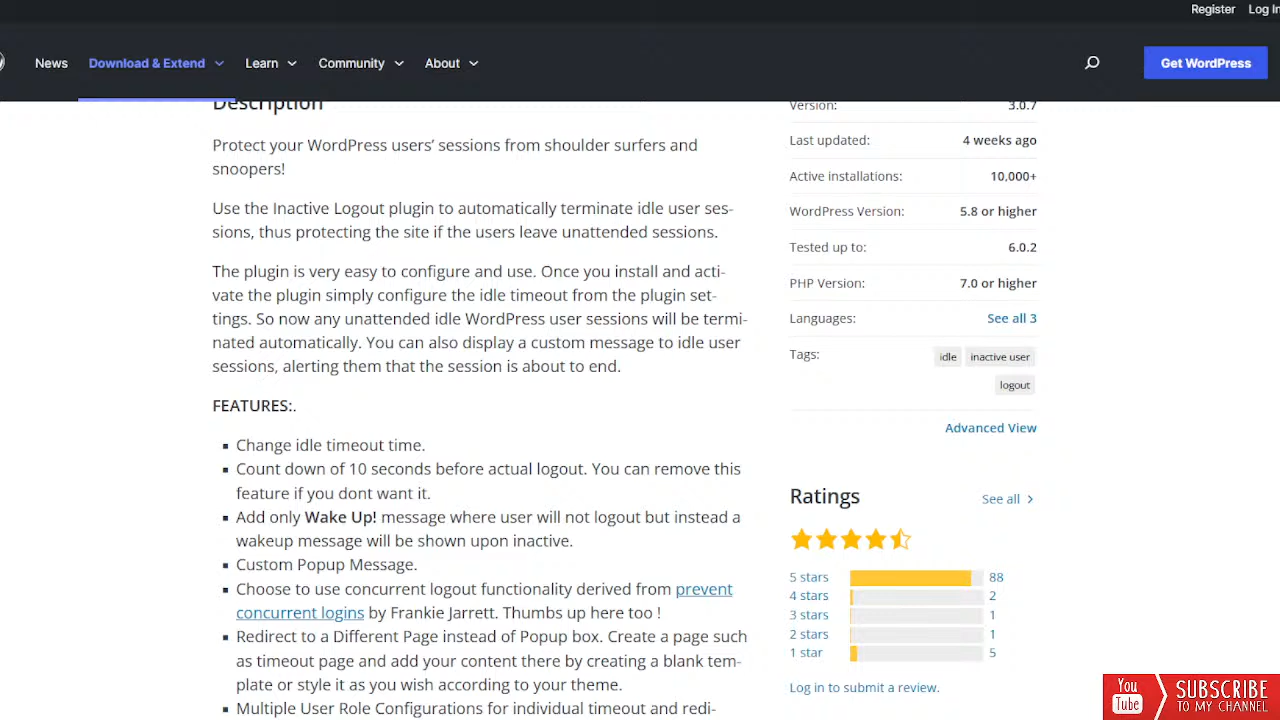 Register Log In
News Download & Extend Learn Community About Get WordPress
Description
Protect your WordPress users' sessions from shoulder surfers and
snoopers!
Use the Inactive Logout plugin to automatically terminate idle user ses-
sions, thus protecting the site if the users leave unattended sessions.
The plugin is very easy to configure and use. Once you install and acti-
vate the plugin simply configure the idle timeout from the plugin set-
tings. So now any unattended idle WordPress user sessions will be termi-
nated automatically. You can also display a custom message to idle user
sessions, alerting them that the session is about to end.
FEATURES:.
▪ Change idle timeout time.
▪ Count down of 10 seconds before actual logout. You can remove this
feature if you dont want it.
▪ Add only Wake Up! message where user will not logout but instead a
wakeup message will be shown upon inactive.
▪ Custom Popup Message.
▪ Choose to use concurrent logout functionality derived from prevent
concurrent logins by Frankie Jarrett. Thumbs up here too !
▪ Redirect to a Different Page instead of Popup box. Create a page such
as timeout page and add your content there by creating a blank tem-
plate or style it as you wish according to your theme.
▪ Multiple User Role Configurations for individual timeout and redi-
Version: 3.0.7
Last updated: 4 weeks ago
Active installations: 10,000+
WordPress Version: 5.8 or higher
Tested up to: 6.0.2
PHP Version: 7.0 or higher
Languages: See all 3
Tags: idle inactive user
logout
Advanced View
Ratings See all
5 stars 88
4 stars 2
3 stars 1
2 stars 1
1 star 5
Log in to submit a review.
You Tube SUBSCRIBE
TO MY CHANNEL